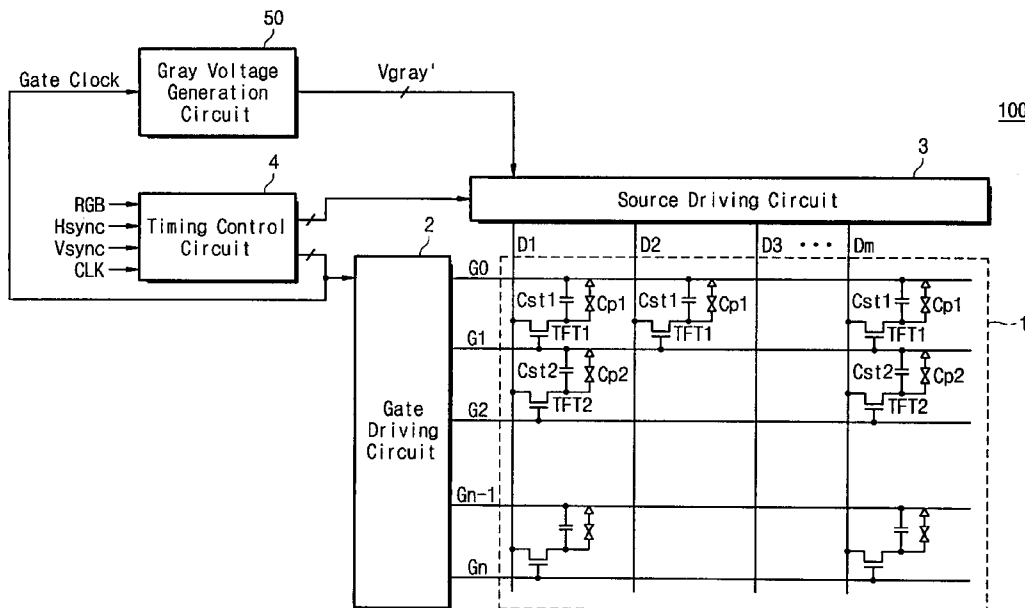 50
Gray Voltage
Generation
Circuit
Gate Clock
Vgray'
100
3
Source Driving Circuit
4
RGB
Hsync
Vsync
CLK
Timing Control
Circuit
2
D1
D2
D3
• • •
Dm
G0
Cst1
Cp1
Cst1
Cp1
Cst1
Cp1
TFT1
TFT1
TFT1
1
G1
Cst2
Cp2
Cst2
Cp2
TFT2
TFT2
G2
Gate
Driving
Circuit
Gn-1
Gn